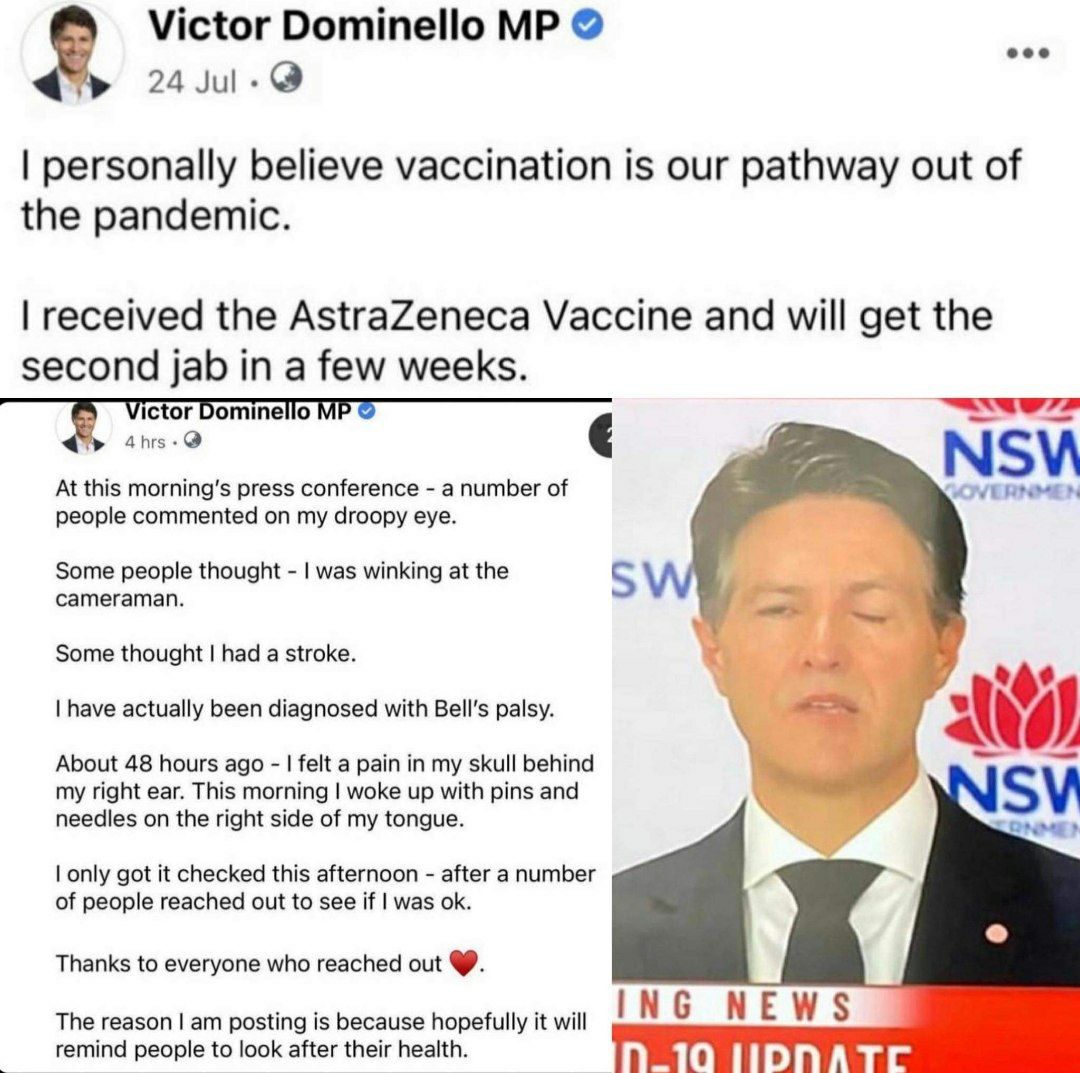 Victor Dominello MP
24 Jul ·
I personally believe vaccination is our pathway out of
the pandemic.
I received the AstraZeneca Vaccine and will get the
second jab in a few weeks.
Victor Dominello MP
4 hrs ·
At this morning's press conference - a number of
people commented on my droopy eye.
Some people thought - I was winking at the
cameraman.
Some thought I had a stroke.
I have actually been diagnosed with Bell's palsy.
About 48 hours ago - I felt a pain in my skull behind
my right ear. This morning I woke up with pins and
needles on the right side of my tongue.
I only got it checked this afternoon - after a number
of people reached out to see if I was ok.
Thanks to everyone who reached out ❤️.
The reason I am posting is because hopefully it will
remind people to look after their health.
NSW
GOVERNMEN
SW
NSW
ERNMEN
ING NEWS
D-19 UPDATE